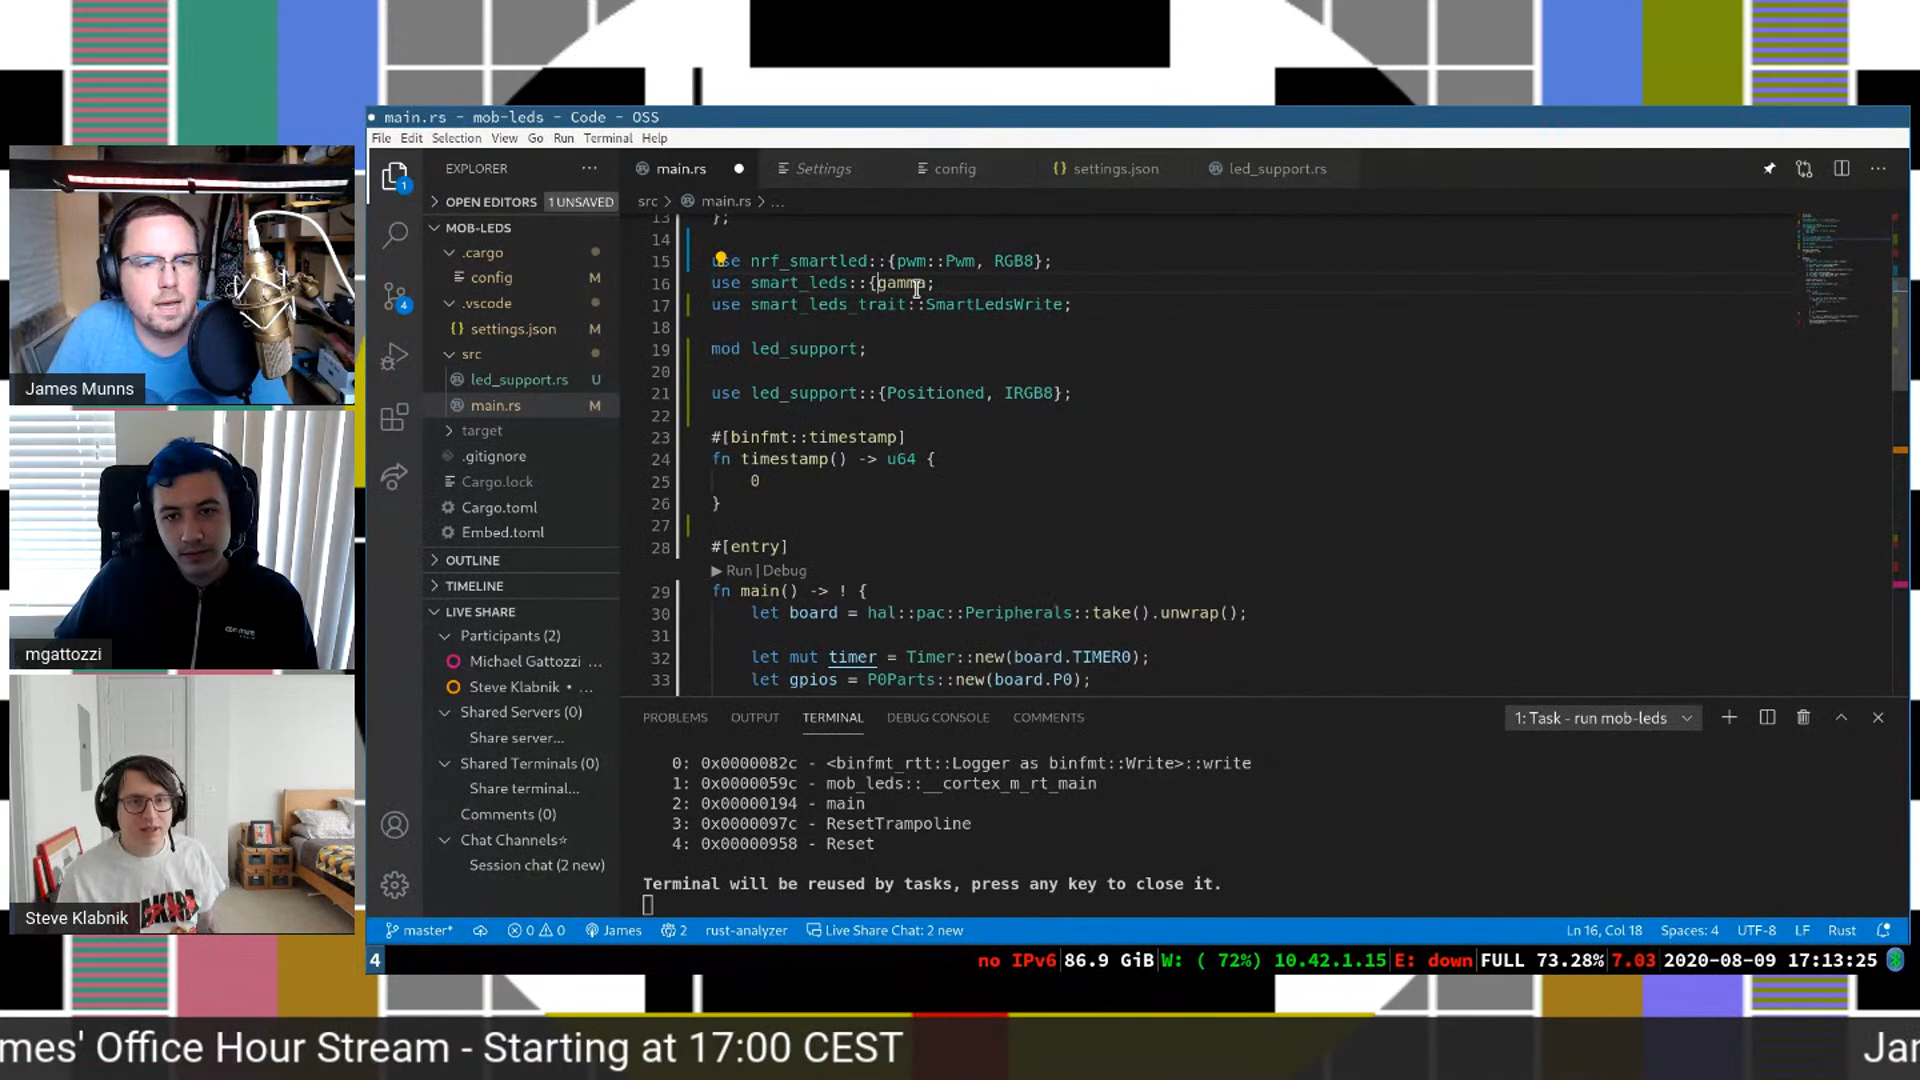 main.rs - mob-leds - Code - OSS
File Edit Selection View Go Run Terminal Help
EXPLORER
OPEN EDITORS 1 UNSAVED
MOB-LEDS
.cargo
config M
.vscode
settings.json M
src
led_support.rs U
main.rs M
target
.gitignore
Cargo.lock
Cargo.toml
Embed.toml
OUTLINE
TIMELINE
LIVE SHARE
Participants (2)
Michael Gattozzi ...
Steve Klabnik • ...
Shared Servers (0)
Share server...
Shared Terminals (0)
Share terminal...
Comments (0)
Chat Channels☆
Session chat (2 new)
1
4
main.rs Settings config settings.json led_support.rs
src > main.rs > ...
13 };
14
15 use nrf_smartled::{pwm::Pwm, RGB8};
16 use smart_leds::{gamma;
17 use smart_leds_trait::SmartLedsWrite;
18
19 mod led_support;
20
21 use led_support::{Positioned, IRGB8};
22
23 #[binfmt::timestamp]
24 fn timestamp() -> u64 {
25 0
26 }
27
28 #[entry]
▶ Run | Debug
29 fn main() -> ! {
30 let board = hal::pac::Peripherals::take().unwrap();
31
32 let mut timer = Timer::new(board.TIMER0);
33 let gpios = P0Parts::new(board.P0);
PROBLEMS OUTPUT TERMINAL DEBUG CONSOLE COMMENTS
1: Task - run mob-leds
0: 0x0000082c - <binfmt_rtt::Logger as binfmt::Write>::write
1: 0x0000059c - mob_leds::__cortex_m_rt_main
2: 0x00000194 - main
3: 0x0000097c - ResetTrampoline
4: 0x00000958 - Reset
Terminal will be reused by tasks, press any key to close it.
master* 0 0 James 2 rust-analyzer Live Share Chat: 2 new
Ln 16, Col 18 Spaces: 4 UTF-8 LF Rust
4
no IPv6|86.9 GiB|W: ( 72%) 10.42.1.15|E: down|FULL 73.28%|7.03|2020-08-09 17:13:25
James Munns
mgattozzi
Steve Klabnik
mes' Office Hour Stream - Starting at 17:00 CEST
Jar